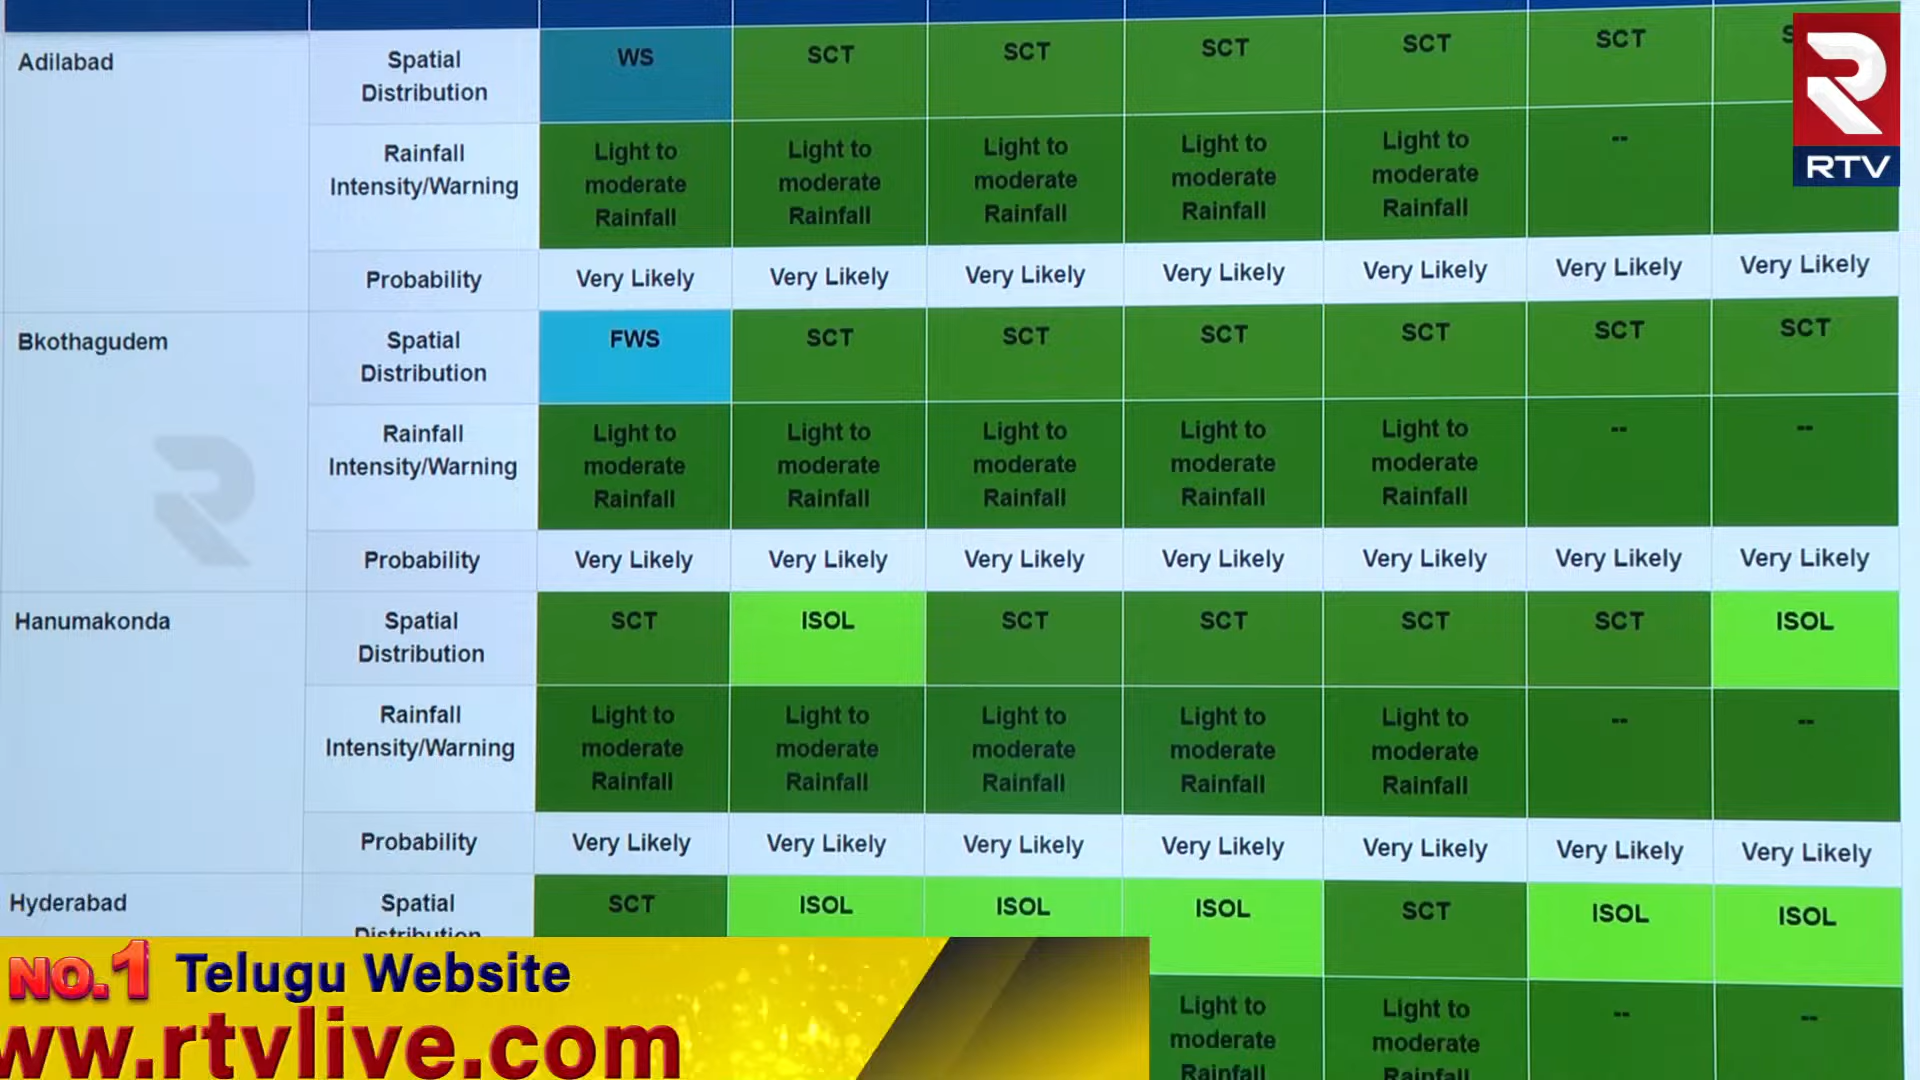 Adilabad
Spatial
Distribution
WS
SCT
SCT
SCT
SCT
SCT
Rainfall
Intensity/Warning
Light to
moderate
Rainfall
Light to
moderate
Rainfall
Light to
moderate
Rainfall
Light to
moderate
Rainfall
Light to
moderate
Rainfall
--
RTV
Probability
Very Likely
Very Likely
Very Likely
Very Likely
Very Likely
Very Likely
Very Likely
Bkothagudem
Spatial
Distribution
FWS
SCT
SCT
SCT
SCT
SCT
SCT
Rainfall
Intensity/Warning
Light to
moderate
Rainfall
Light to
moderate
Rainfall
Light to
moderate
Rainfall
Light to
moderate
Rainfall
Light to
moderate
Rainfall
--
--
Probability
Very Likely
Very Likely
Very Likely
Very Likely
Very Likely
Very Likely
Very Likely
Hanumakonda
Spatial
Distribution
SCT
ISOL
SCT
SCT
SCT
SCT
ISOL
Rainfall
Intensity/Warning
Light to
moderate
Rainfall
Light to
moderate
Rainfall
Light to
moderate
Rainfall
Light to
moderate
Rainfall
Light to
moderate
Rainfall
--
--
Probability
Very Likely
Very Likely
Very Likely
Very Likely
Very Likely
Very Likely
Very Likely
Hyderabad
Spatial
Distribution
SCT
ISOL
ISOL
ISOL
SCT
ISOL
ISOL
Light to
moderate
Rainfall
Light to
moderate
Rainfall
--
--
NO.1 Telugu Website
www.rtvlive.com